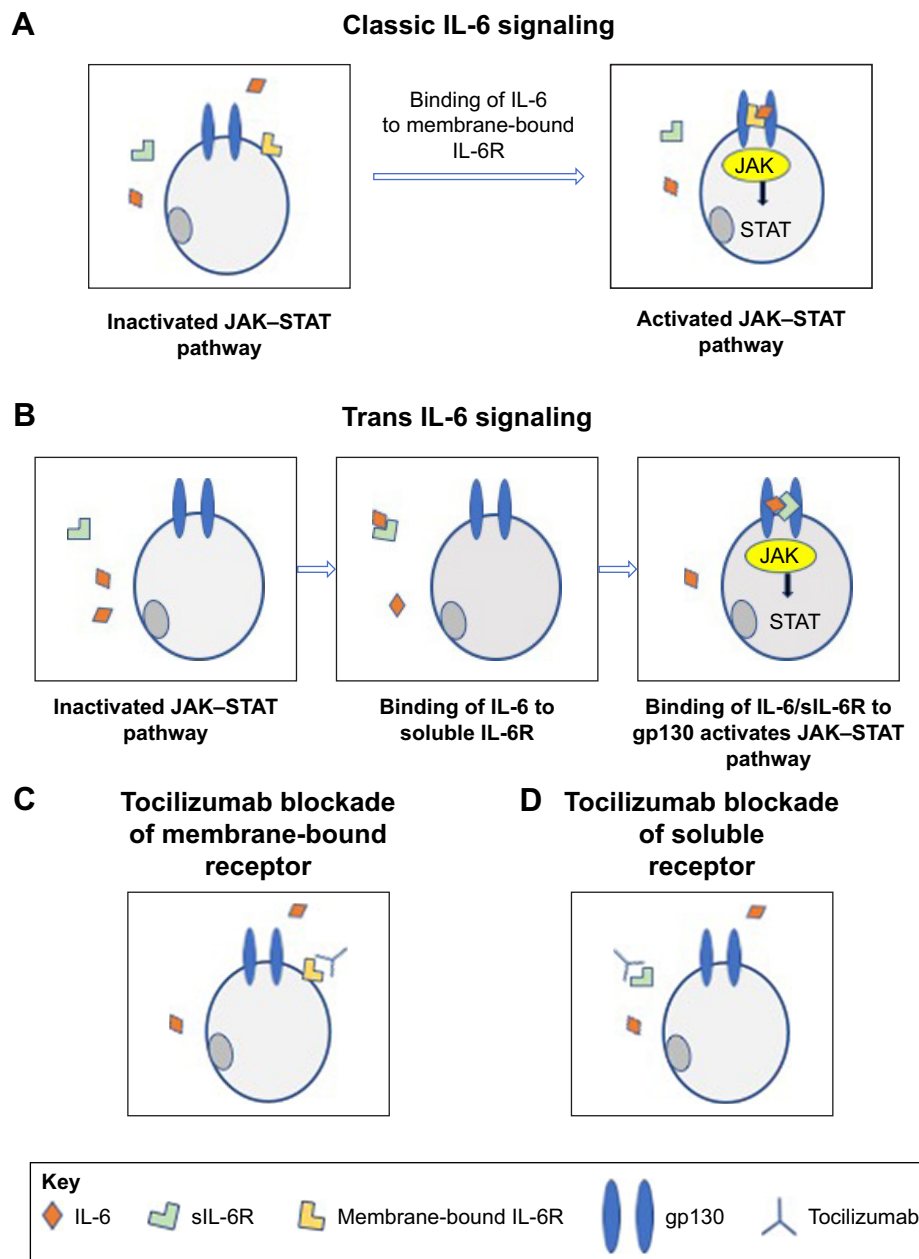 A
Classic IL-6 signaling
Binding of IL-6
to membrane-bound
IL-6R
JAK
STAT
Inactivated JAK–STAT
pathway
Activated JAK–STAT
pathway
B
Trans IL-6 signaling
JAK
STAT
Inactivated JAK–STAT
pathway
Binding of IL-6 to
soluble IL-6R
Binding of IL-6/sIL-6R to
gp130 activates JAK–STAT
pathway
C
Tocilizumab blockade
of membrane-bound
receptor
D
Tocilizumab blockade
of soluble
receptor
Key
IL-6
sIL-6R
Membrane-bound IL-6R
gp130
Tocilizumab